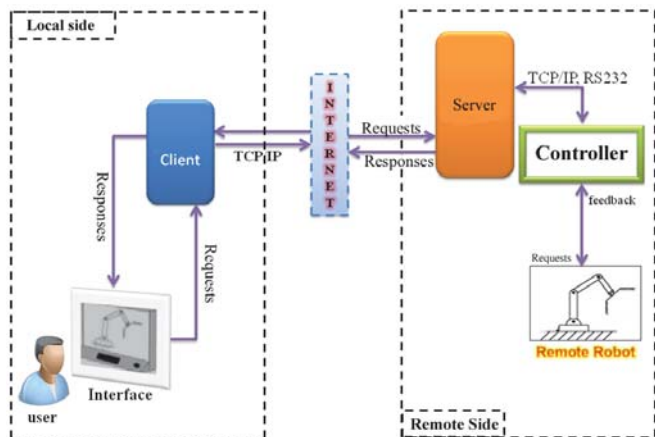 Local side
INTERNET
Server
TCP/IP, RS232
Client
Requests
TCP/IP
Responses
Controller
Responses
Requests
feedback
Requests
Remote Robot
Interface
user
Remote Side